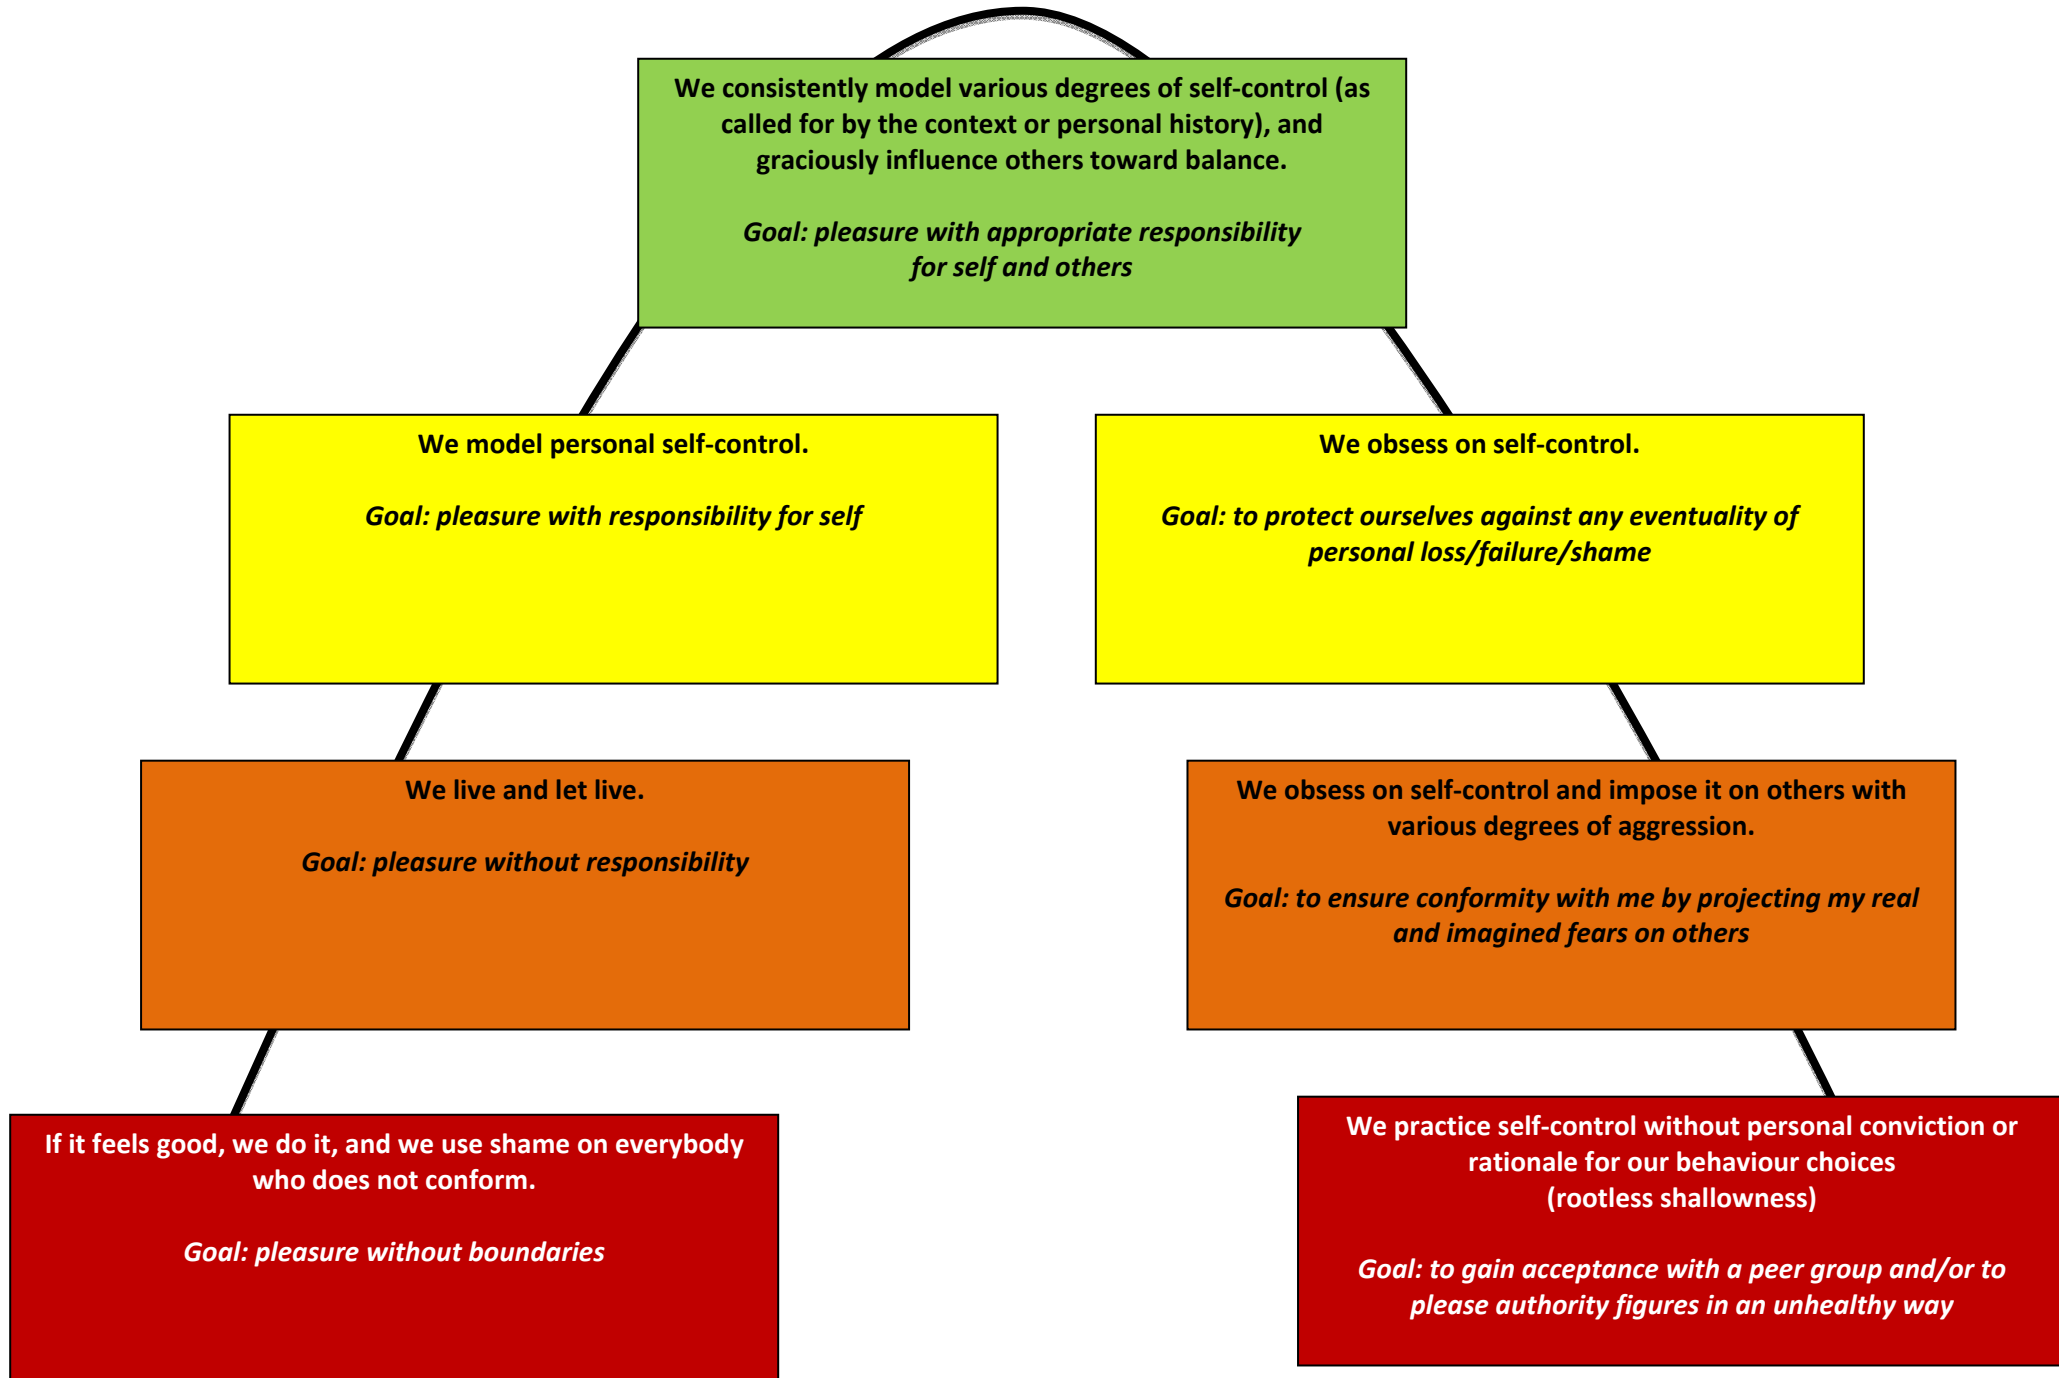 We consistently model various degrees of self-control (as
called for by the context or personal history), and
graciously influence others toward balance.
Goal: pleasure with appropriate responsibility
for self and others
We model personal self-control.
Goal: pleasure with responsibility for self
We obsess on self-control.
Goal: to protect ourselves against any eventuality of
personal loss/failure/shame
We live and let live.
Goal: pleasure without responsibility
We obsess on self-control and impose it on others with
various degrees of aggression.
Goal: to ensure conformity with me by projecting my real
and imagined fears on others
If it feels good, we do it, and we use shame on everybody
who does not conform.
Goal: pleasure without boundaries
We practice self-control without personal conviction or
rationale for our behaviour choices
(rootless shallowness)
Goal: to gain acceptance with a peer group and/or to
please authority figures in an unhealthy way